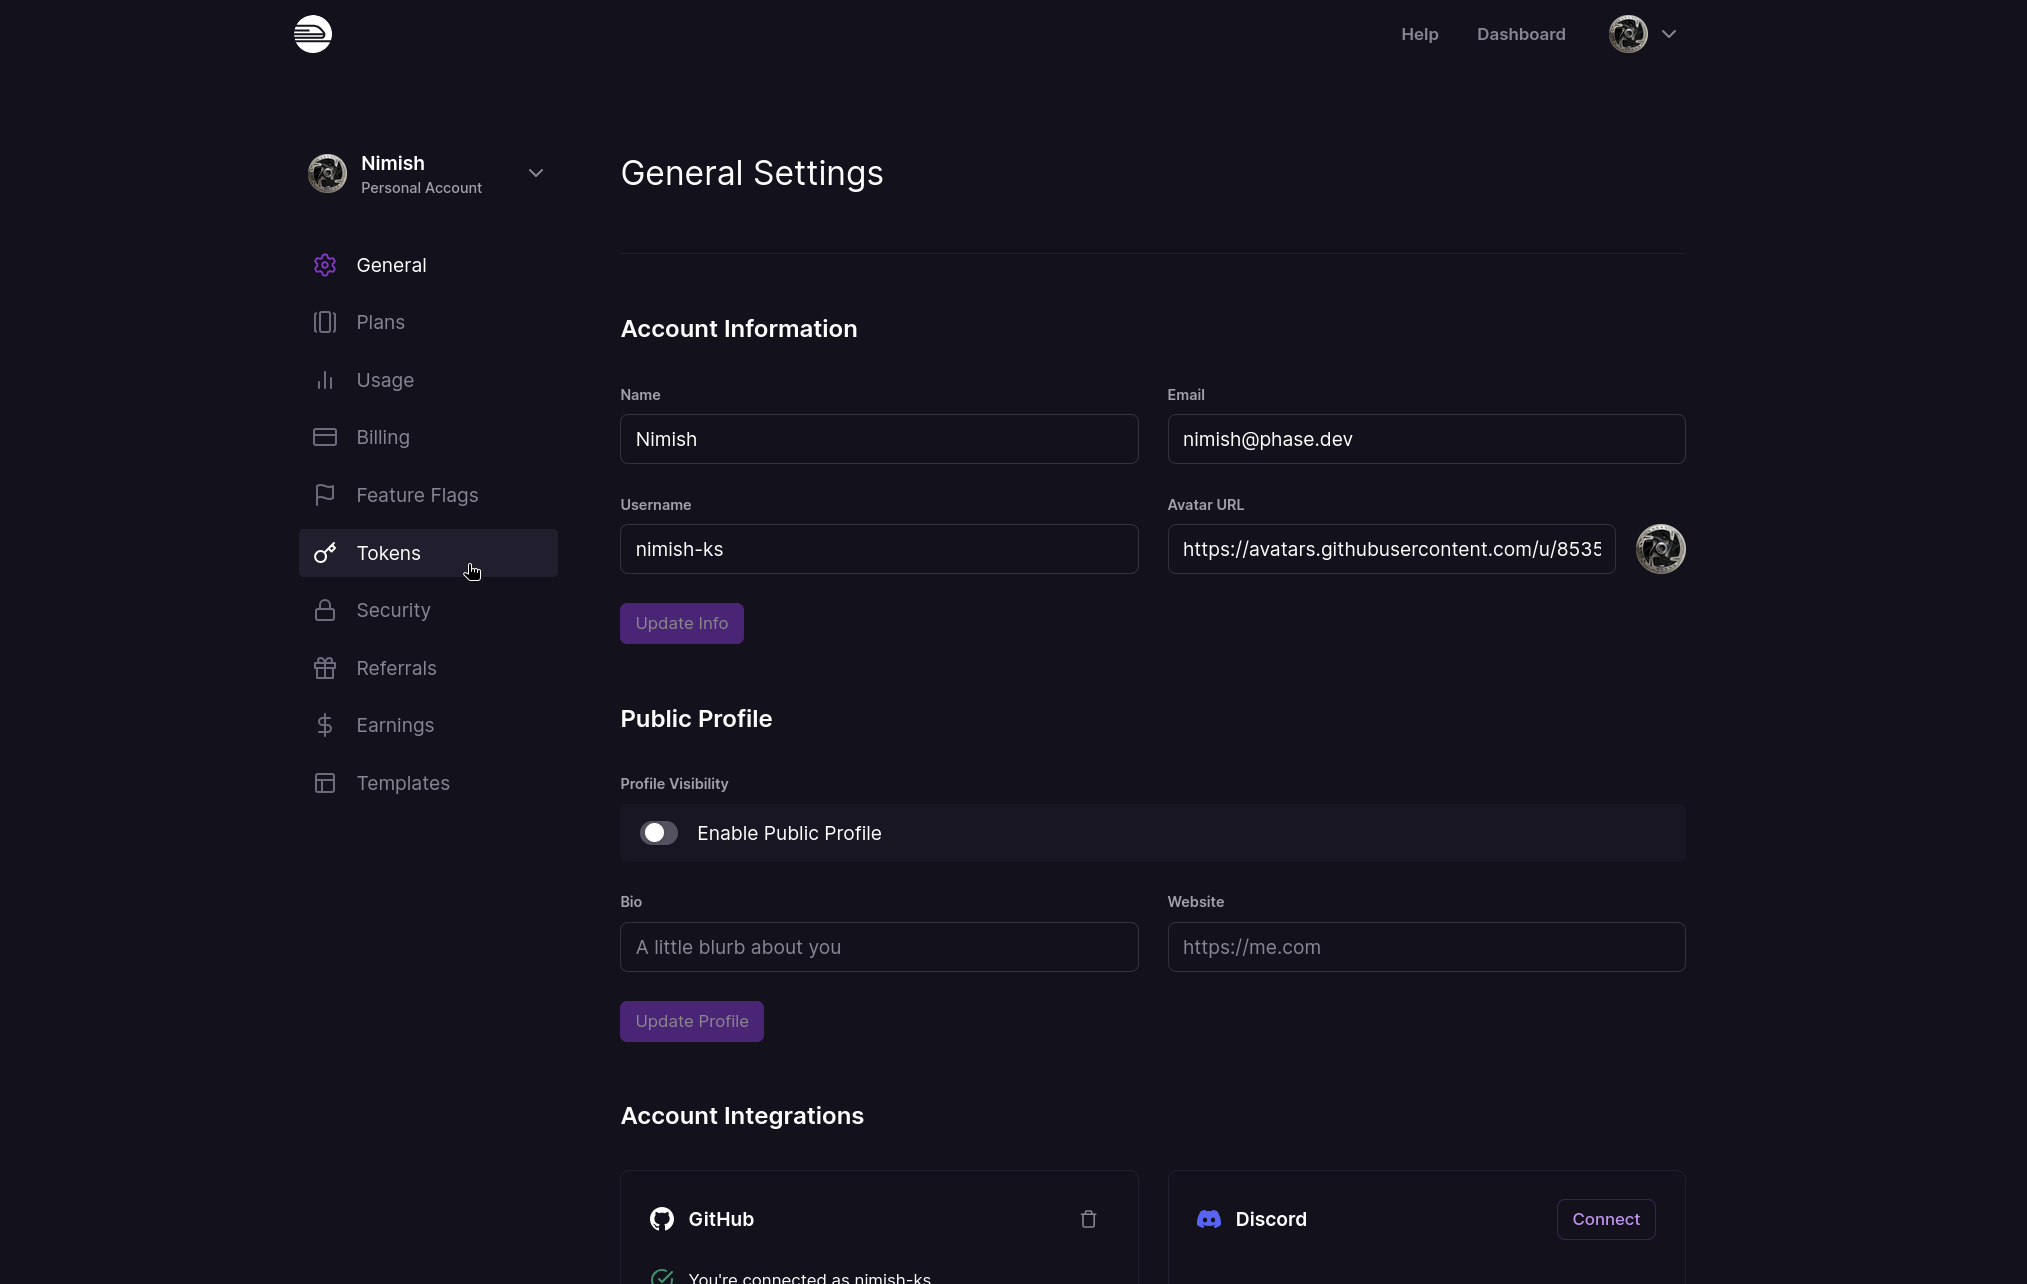 Help
Dashboard
Nimish
Personal Account
General
Plans
Usage
Billing
Feature Flags
Tokens
Security
Referrals
Earnings
Templates
General Settings
Account Information
Name
Email
Nimish
nimish@phase.dev
Username
Avatar URL
nimish-ks
https://avatars.githubusercontent.com/u/8535
Update Info
Public Profile
Profile Visibility
Enable Public Profile
Bio
Website
A little blurb about you
https://me.com
Update Profile
Account Integrations
GitHub
Discord
Connect
You're connected as nimish-ks